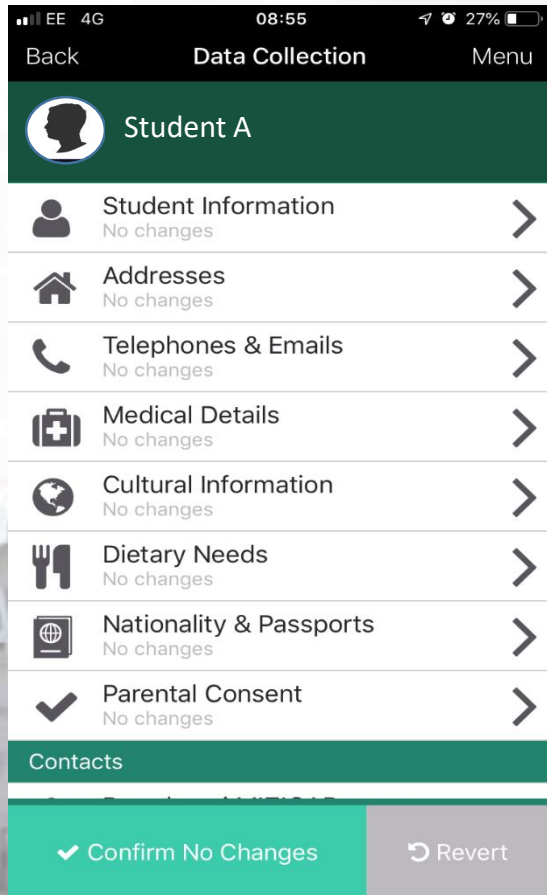 EE 4G 08:55 27%
Back Data Collection Menu
Student A
Student Information
No changes
Addresses
No changes
Telephones & Emails
No changes
Medical Details
No changes
Cultural Information
No changes
Dietary Needs
No changes
Nationality & Passports
No changes
Parental Consent
No changes
Contacts
Confirm No Changes Revert